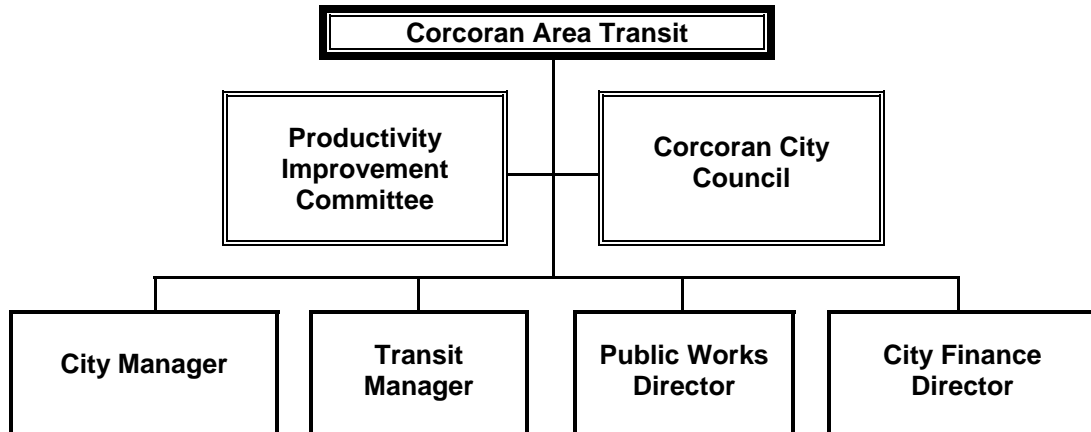 Corcoran Area Transit
Productivity
Improvement
Committee
Corcoran City
Council
City Manager
Transit
Manager
Public Works
Director
City Finance
Director